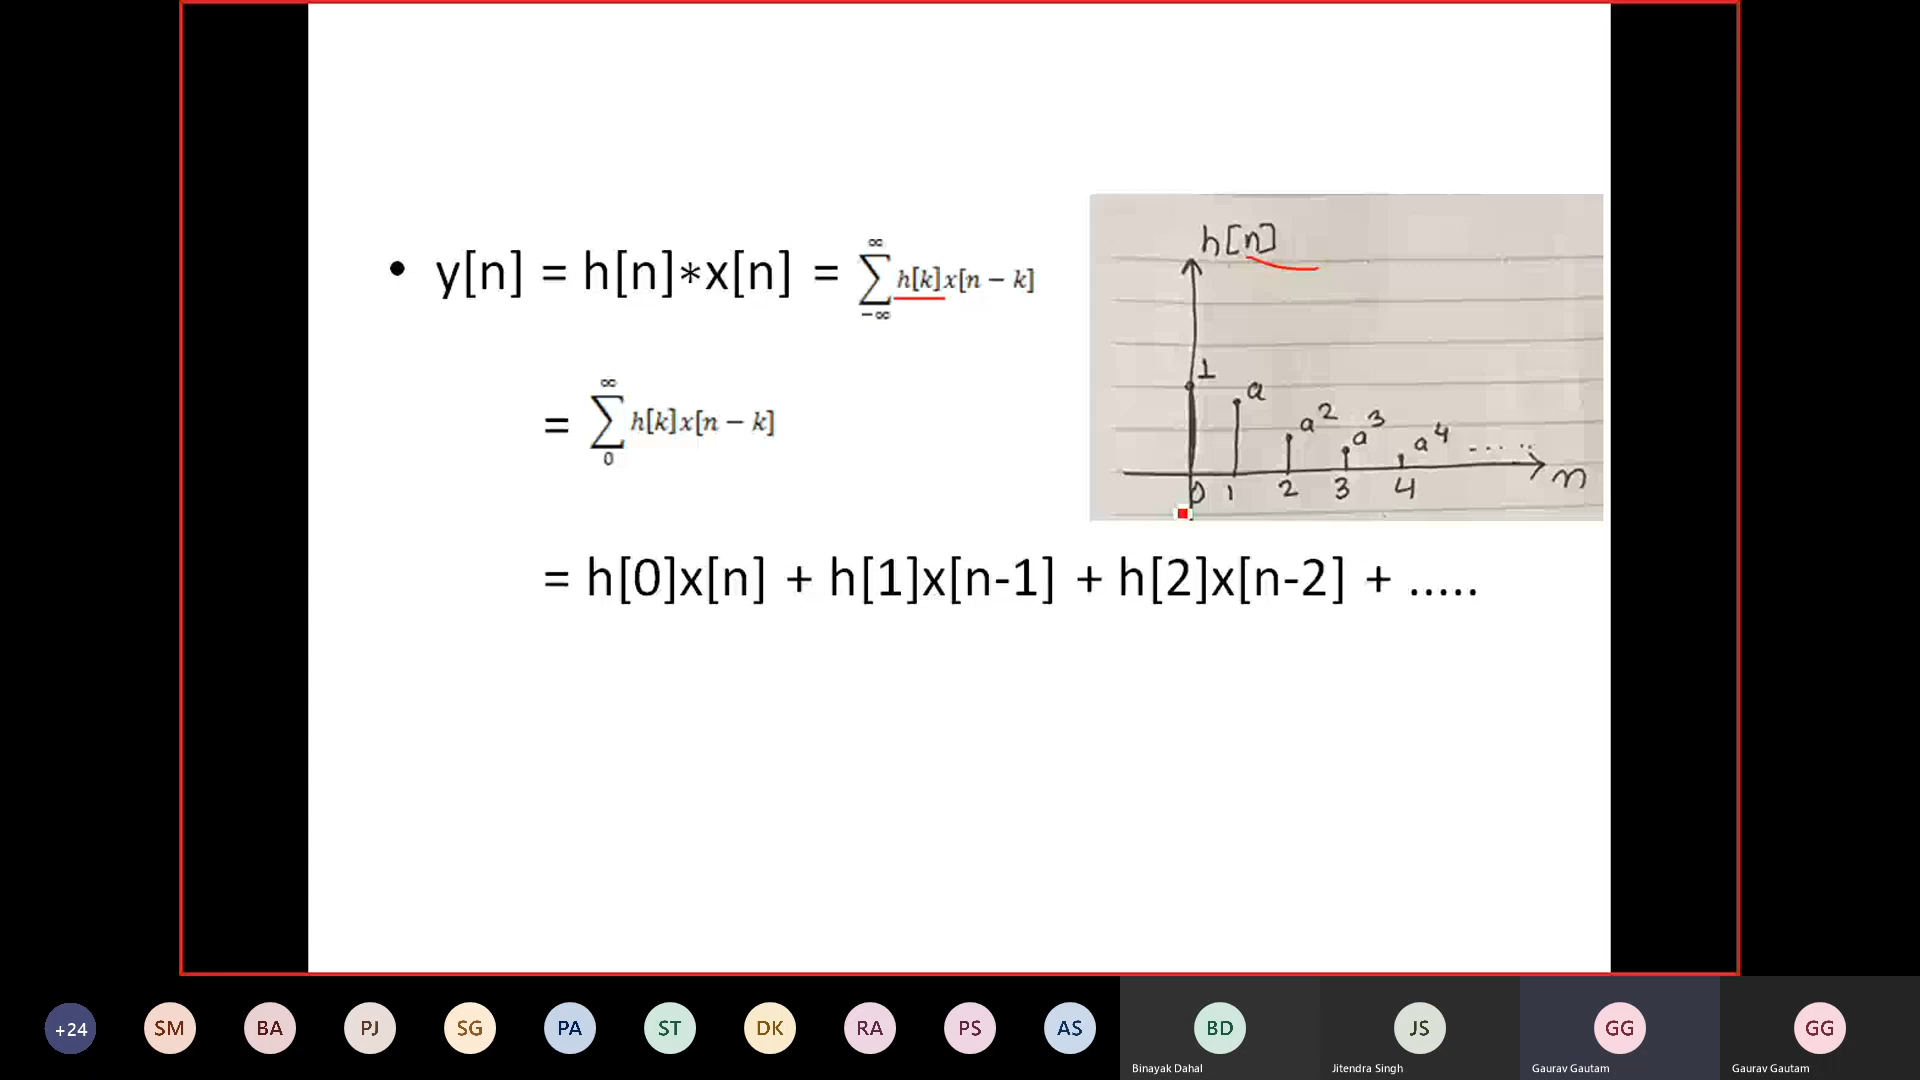 • y[n] = h[n]∗x[n] = ∞ ∑ −∞ h[k]x[n − k]
= ∞ ∑ 0 h[k]x[n − k]
= h[0]x[n] + h[1]x[n-1] + h[2]x[n-2] + .....
h[n]
1 a a² a³ a⁴ .....
0 1 2 3 4 n
+24 SM BA PJ SG PA ST DK RA PS AS BD JS GG GG
Binayak Dahal Jitendra Singh Gaurav Gautam Gaurav Gautam